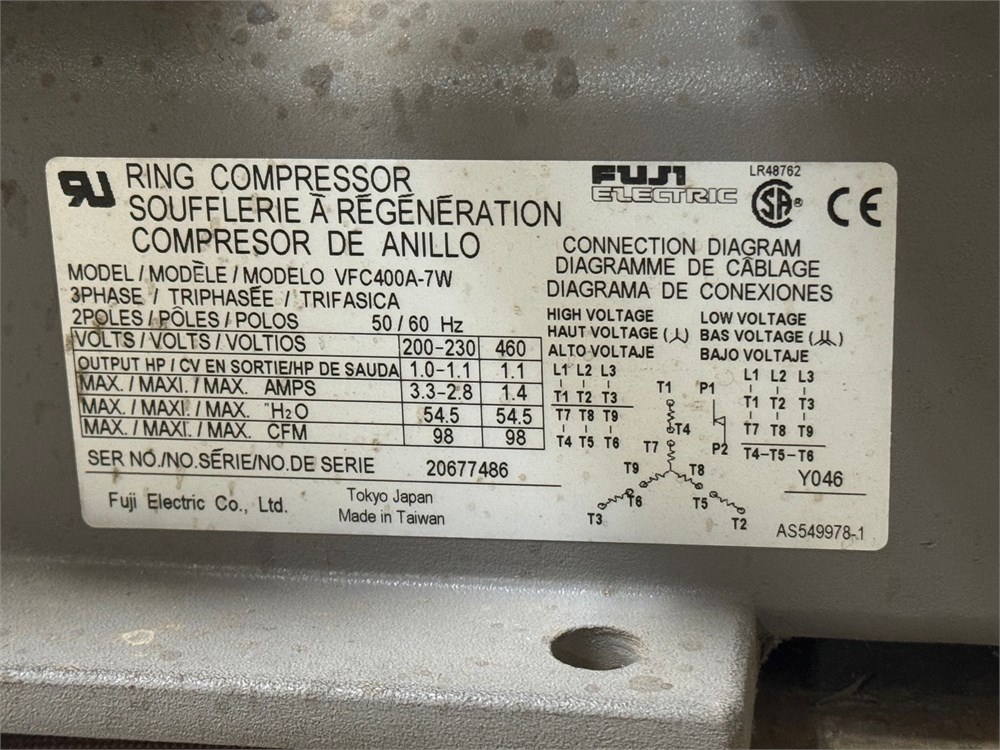 RU
RING COMPRESSOR
SOUFFLERIE À RÉGÉNÉRATION
COMPRESOR DE ANILLO
MODEL / MODÈLE / MODELO VFC400A-7W
3PHASE / TRIPHASÉE / TRIFASICA
2POLES / PÔLES / POLOS 50 / 60 Hz
VOLTS / VOLTS / VOLTIOS 200-230 460
OUTPUT HP / CV EN SORTIE/HP DE SAUDA 1.0-1.1 1.1
MAX. / MAXI. / MAX. AMPS 3.3-2.8 1.4
MAX. / MAXI. / MAX. "H₂O 54.5 54.5
MAX. / MAXI. / MAX. CFM 98 98
SER NO./NO.SÉRIE/NO.DE SERIE 20677486
Fuji Electric Co., Ltd.
Tokyo Japan
Made in Taiwan
FUJI
ELECTRIC
LR48762
SA®
CE
CONNECTION DIAGRAM
DIAGRAMME DE CÂBLAGE
DIAGRAMA DE CONEXIONES
HIGH VOLTAGE
HAUT VOLTAGE (⅄)
ALTO VOLTAJE
L1 L2 L3
T1 T2 T3
T7 T8 T9
T4 T5 T6
LOW VOLTAGE
BAS VOLTAGE (⅄⅄)
BAJO VOLTAJE
L1 L2 L3
T1 T2 T3
T7 T8 T9
T4-T5-T6
T1
P1
T4
T7
P2
T9
T8
T6
T5
T3
T2
Y046
AS549978-1